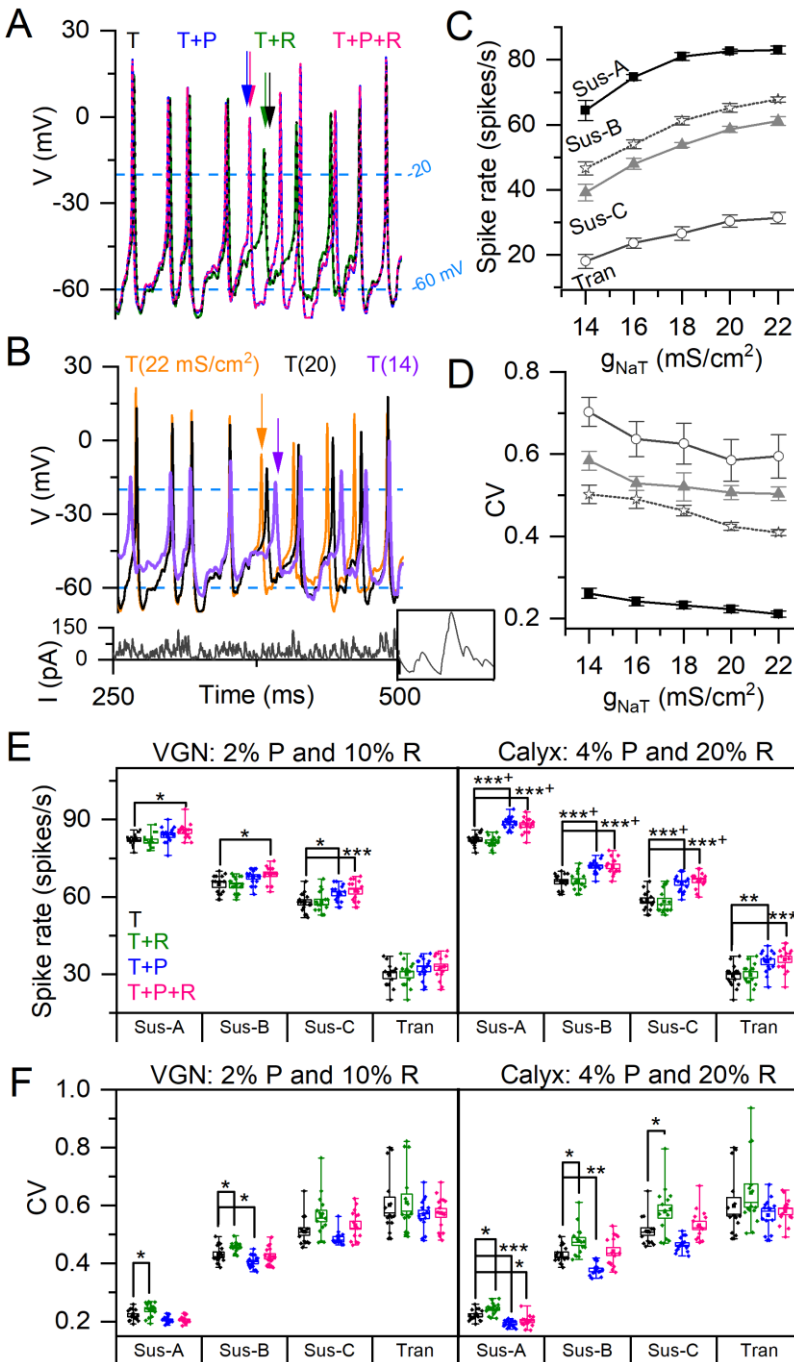 A
T T+P T+R T+P+R
30
0
-30
-60
V (mV)
-20
-60 mV
B
T(22 mS/cm²) T(20) T(14)
30
0
-30
-60
V (mV)
150
0
I (pA)
250 Time (ms) 500
C
80
60
40
20
Spike rate (spikes/s)
Sus-A
Sus-B
Sus-C
Tran
14 16 18 20 22
gNaT (mS/cm²)
D
0.8
0.6
0.4
0.2
CV
14 16 18 20 22
gNaT (mS/cm²)
E
VGN: 2% P and 10% R Calyx: 4% P and 20% R
90
60
30
Spike rate (spikes/s)
* * * ***
***+ ***+ ***+ ***+ ***+ ***+ ** ***
T
T+R
T+P
T+P+R
Sus-A Sus-B Sus-C Tran Sus-A Sus-B Sus-C Tran
F
VGN: 2% P and 10% R Calyx: 4% P and 20% R
1.0
0.8
0.6
0.4
0.2
CV
* * *
* *** * * ** *
Sus-A Sus-B Sus-C Tran Sus-A Sus-B Sus-C Tran